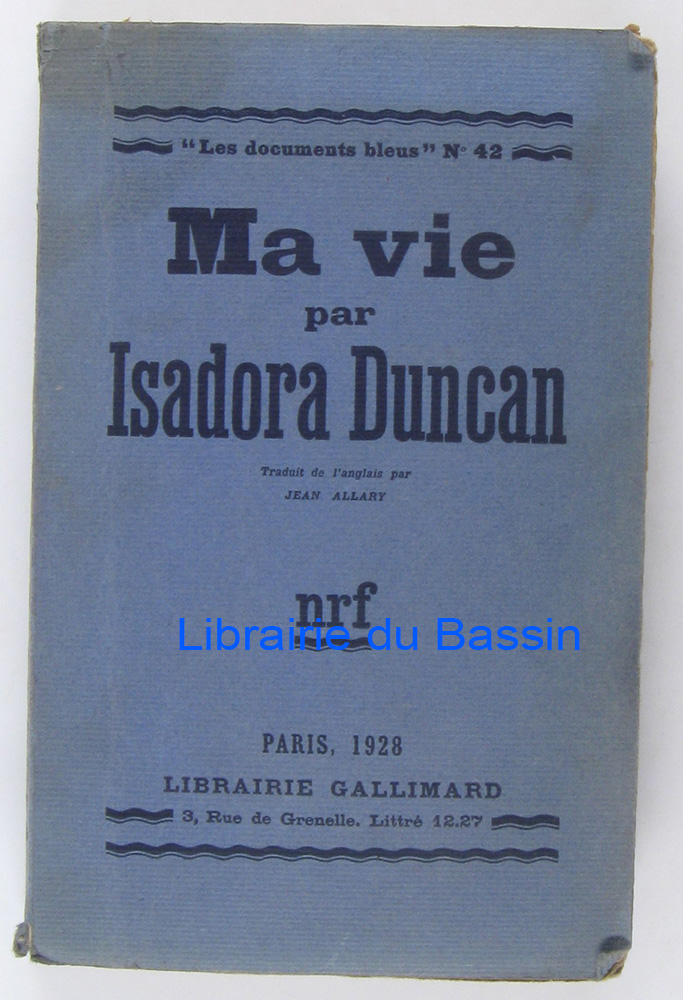 "Les documents bleus" Nº 42
Ma vie
par
Isadora Duncan
Traduit de l'anglais par
JEAN ALLARY
nrf
Librairie du Bassin
PARIS, 1928
LIBRAIRIE GALLIMARD
3, Rue de Grenelle. Littré 12.27